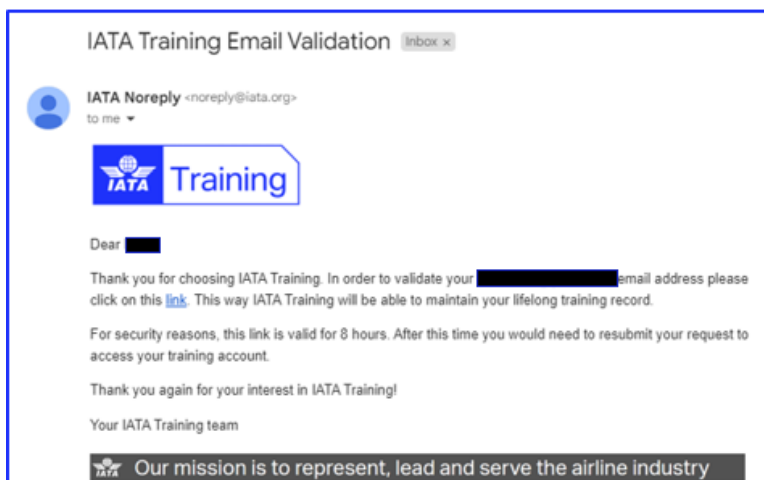 IATA Training Email Validation Inbox x
IATA Noreply <noreply@iata.org>
to me
IATA Training
Dear
Thank you for choosing IATA Training. In order to validate your email address please
click on this link. This way IATA Training will be able to maintain your lifelong training record.
For security reasons, this link is valid for 8 hours. After this time you would need to resubmit your request to
access your training account.
Thank you again for your interest in IATA Training!
Your IATA Training team
IATA Our mission is to represent, lead and serve the airline industry